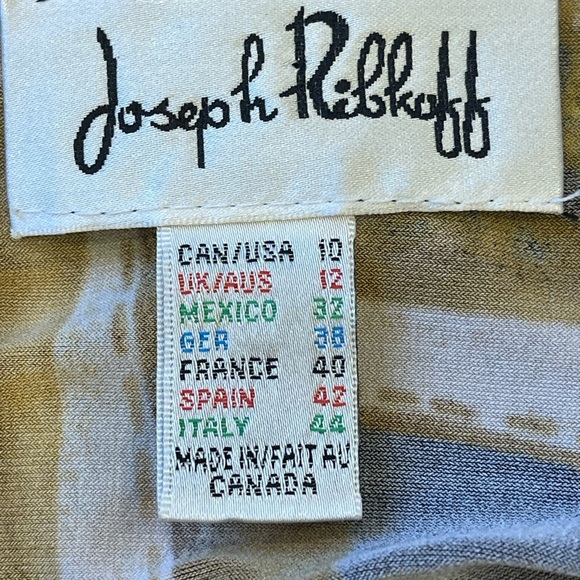 Joseph Ribkoff
CAN/USA 10
UK/AUS 12
MEXICO 32
GER 38
FRANCE 40
SPAIN 42
ITALY 44
MADE IN/FAIT AU
CANADA